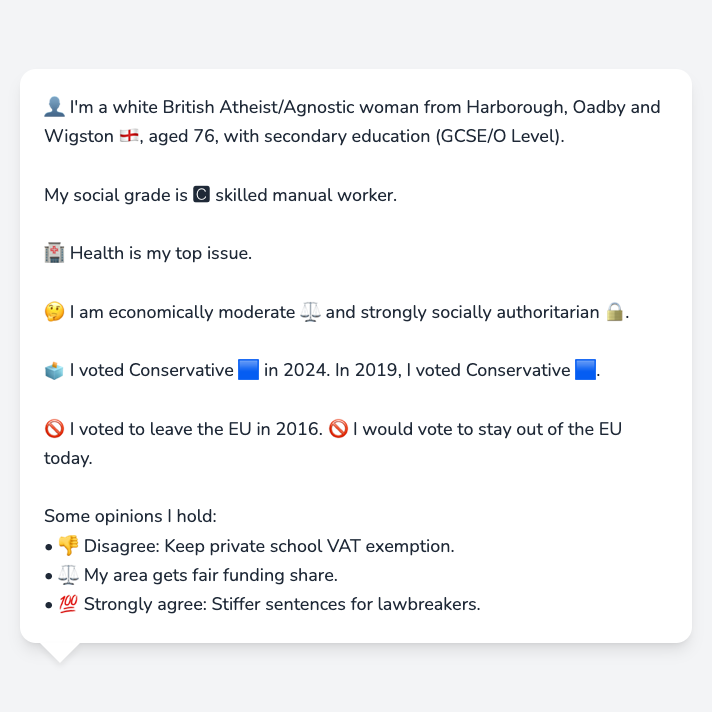 👤 I'm a white British Atheist/Agnostic woman from Harborough, Oadby and
Wigston 🏴󠁧󠁢󠁥󠁮󠁧󠁿, aged 76, with secondary education (GCSE/O Level).
My social grade is 🅲 skilled manual worker.
🏥 Health is my top issue.
🤔 I am economically moderate ⚖️ and strongly socially authoritarian 🔒.
🗳️ I voted Conservative 🟦 in 2024. In 2019, I voted Conservative 🟦.
🚫 I voted to leave the EU in 2016. 🚫 I would vote to stay out of the EU
today.
Some opinions I hold:
• 👎 Disagree: Keep private school VAT exemption.
• ⚖️ My area gets fair funding share.
• 💯 Strongly agree: Stiffer sentences for lawbreakers.